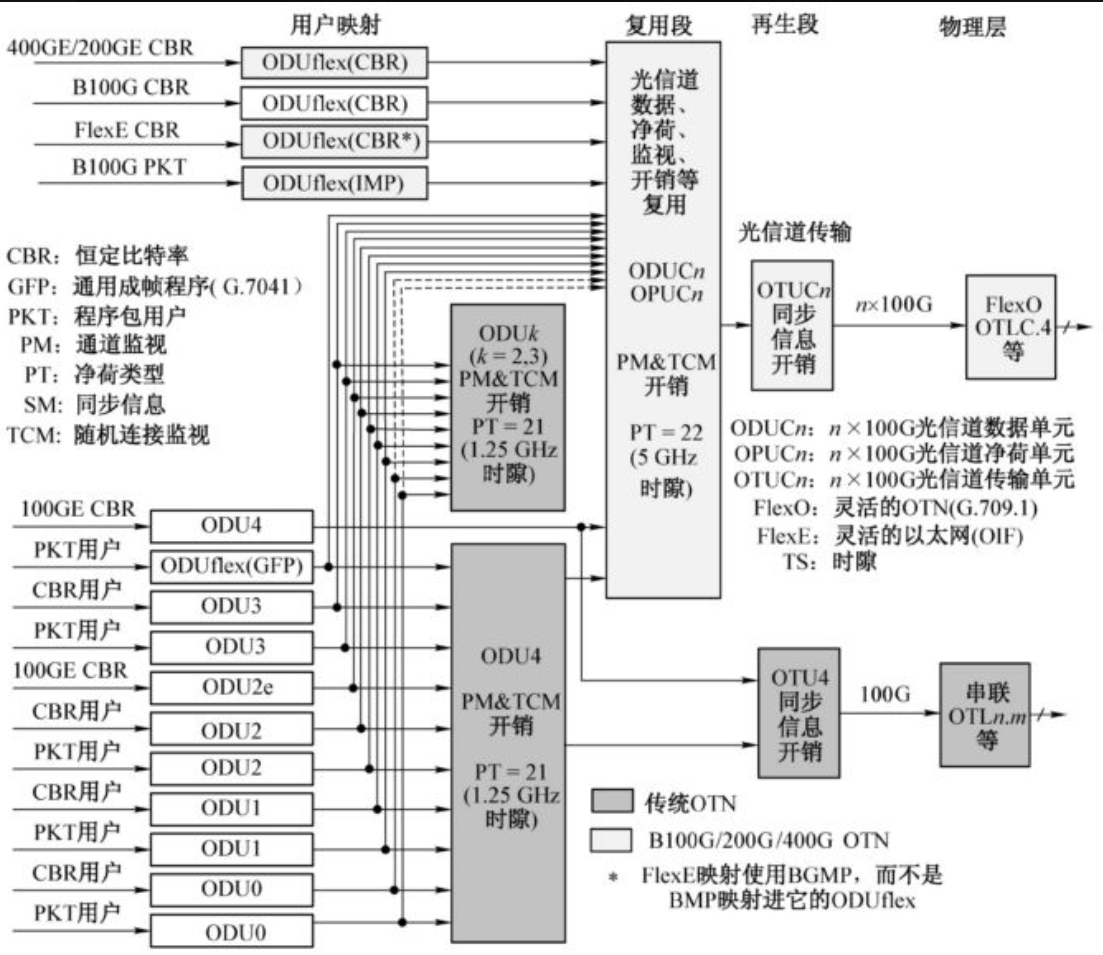 用户映射
复用段
再生段
物理层
400GE/200GE CBR
ODUflex(CBR)
B100G CBR
ODUflex(CBR)
FlexE CBR
ODUflex(CBR*)
B100G PKT
ODUflex(IMP)
光信道
数据、
净荷、
监视、
开销等
复用
ODUCn
OPUCn
PM&TCM
开销
PT = 22
(5 GHz
时隙)
CBR：恒定比特率
GFP：通用成帧程序( G.7041）
PKT：程序包用户
PM：通道监视
PT：净荷类型
SM: 同步信息
TCM: 随机连接监视
ODUk
(k = 2,3)
PM&TCM
开销
PT = 21
(1.25 GHz
时隙)
光信道传输
OTUCn
同步
信息
开销
n×100G
FlexO
OTLC.4
等
ODUCn：n×100G光信道数据单元
OPUCn：n×100G光信道净荷单元
OTUCn：n×100G光信道传输单元
FlexO：灵活的OTN(G.709.1)
FlexE：灵活的以太网(OIF)
TS：时隙
100GE CBR
ODU4
PKT用户
ODUflex(GFP)
CBR用户
ODU3
PKT用户
ODU3
100GE CBR
ODU2e
CBR用户
ODU2
PKT用户
ODU2
CBR用户
ODU1
PKT用户
ODU1
CBR用户
ODU0
PKT用户
ODU0
ODU4
PM&TCM
开销
PT = 21
(1.25 GHz
时隙)
OTU4
同步
信息
开销
100G
串联
OTLn.m
等
传统OTN
B100G/200G/400G OTN
* FlexE映射使用BGMP，而不是
BMP映射进它的ODUflex